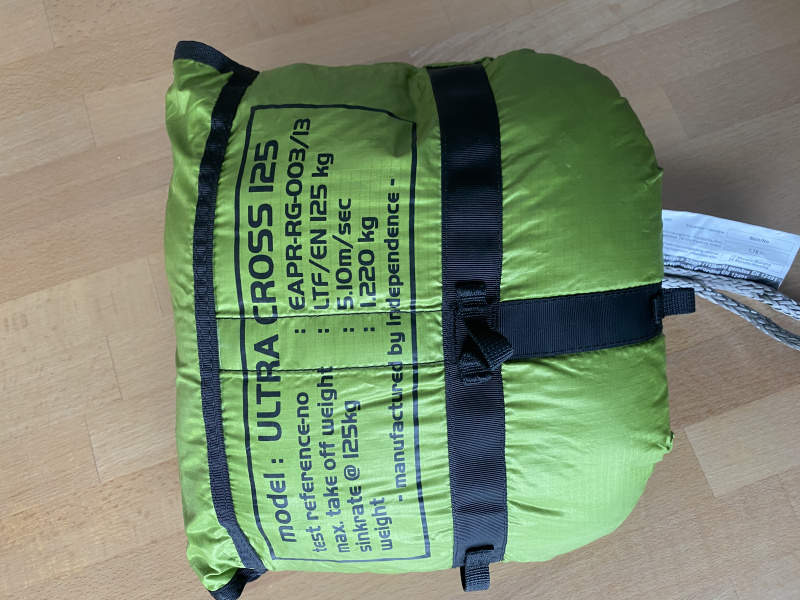 model : ULTRA CROSS 125
test reference-no : EAPR-RG-003/13
max. take off weight : LTF/EN 125 kg
sinkrate @ 125kg : 5.10m/sec
weight : 1.220 kg
- manufactured by Independence -